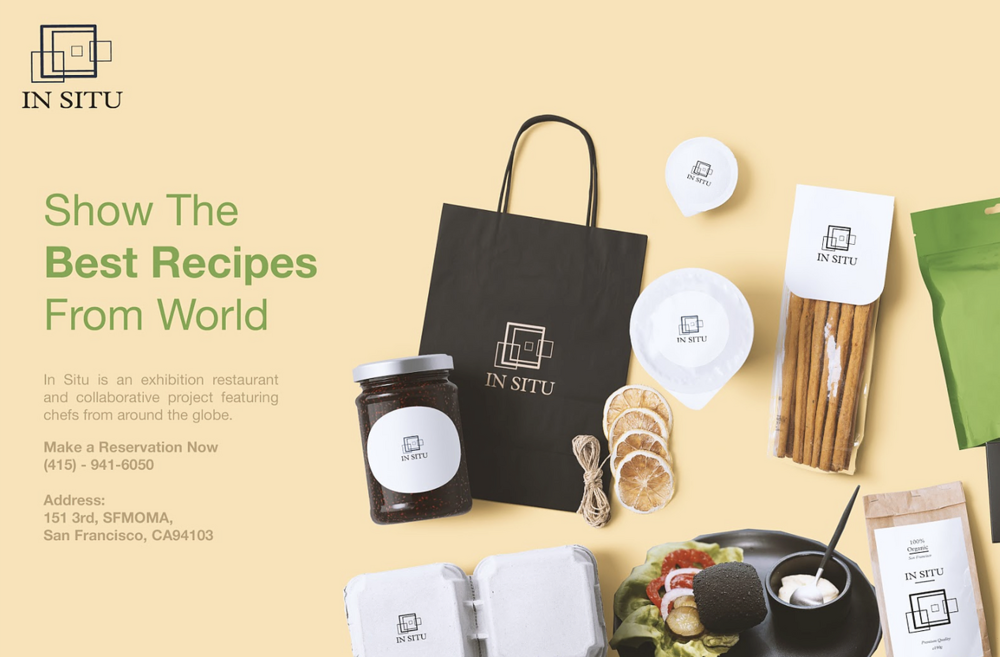 IN SITU
Show The
Best Recipes
From World
In Situ is an exhibition restaurant
and collaborative project featuring
chefs from around the globe.
Make a Reservation Now
(415) - 941-6050
Address:
151 3rd, SFMOMA,
San Francisco, CA94103
IN SITU
IN SITU
IN SITU
IN SITU
IN SITU
IN SITU
100%
Organic
San Francisco
IN SITU
Premium Quality